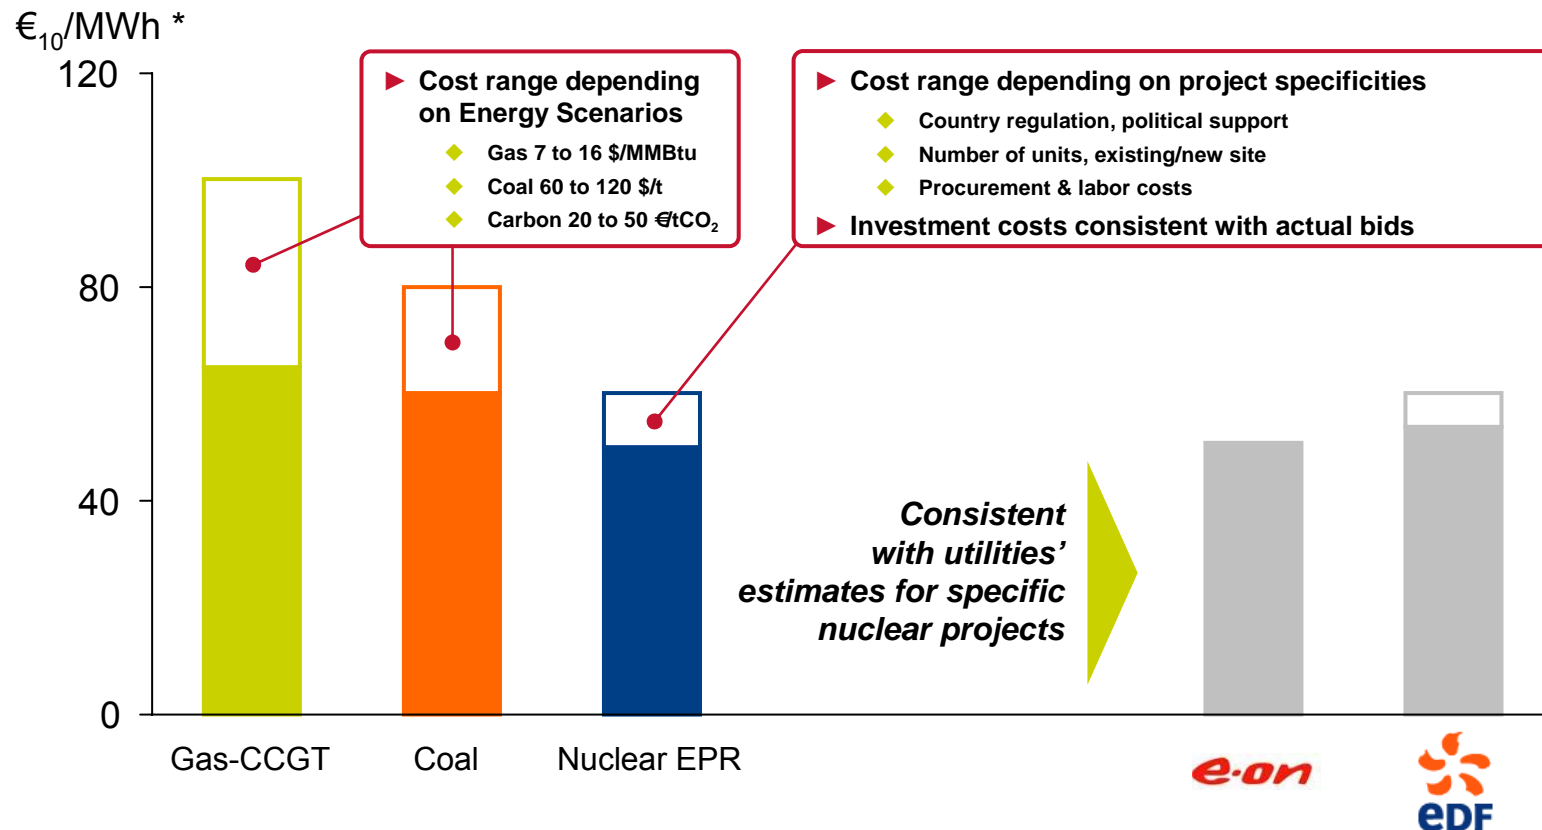 €10/MWh *
120
80
40
0
► Cost range depending
on Energy Scenarios
◆ Gas 7 to 16 $/MMBtu
◆ Coal 60 to 120 $/t
◆ Carbon 20 to 50 €/tCO2
► Cost range depending on project specificities
◆ Country regulation, political support
◆ Number of units, existing/new site
◆ Procurement & labor costs
► Investment costs consistent with actual bids
Consistent
with utilities’
estimates for specific
nuclear projects
Gas-CCGT
Coal
Nuclear EPR
e·on
eDF